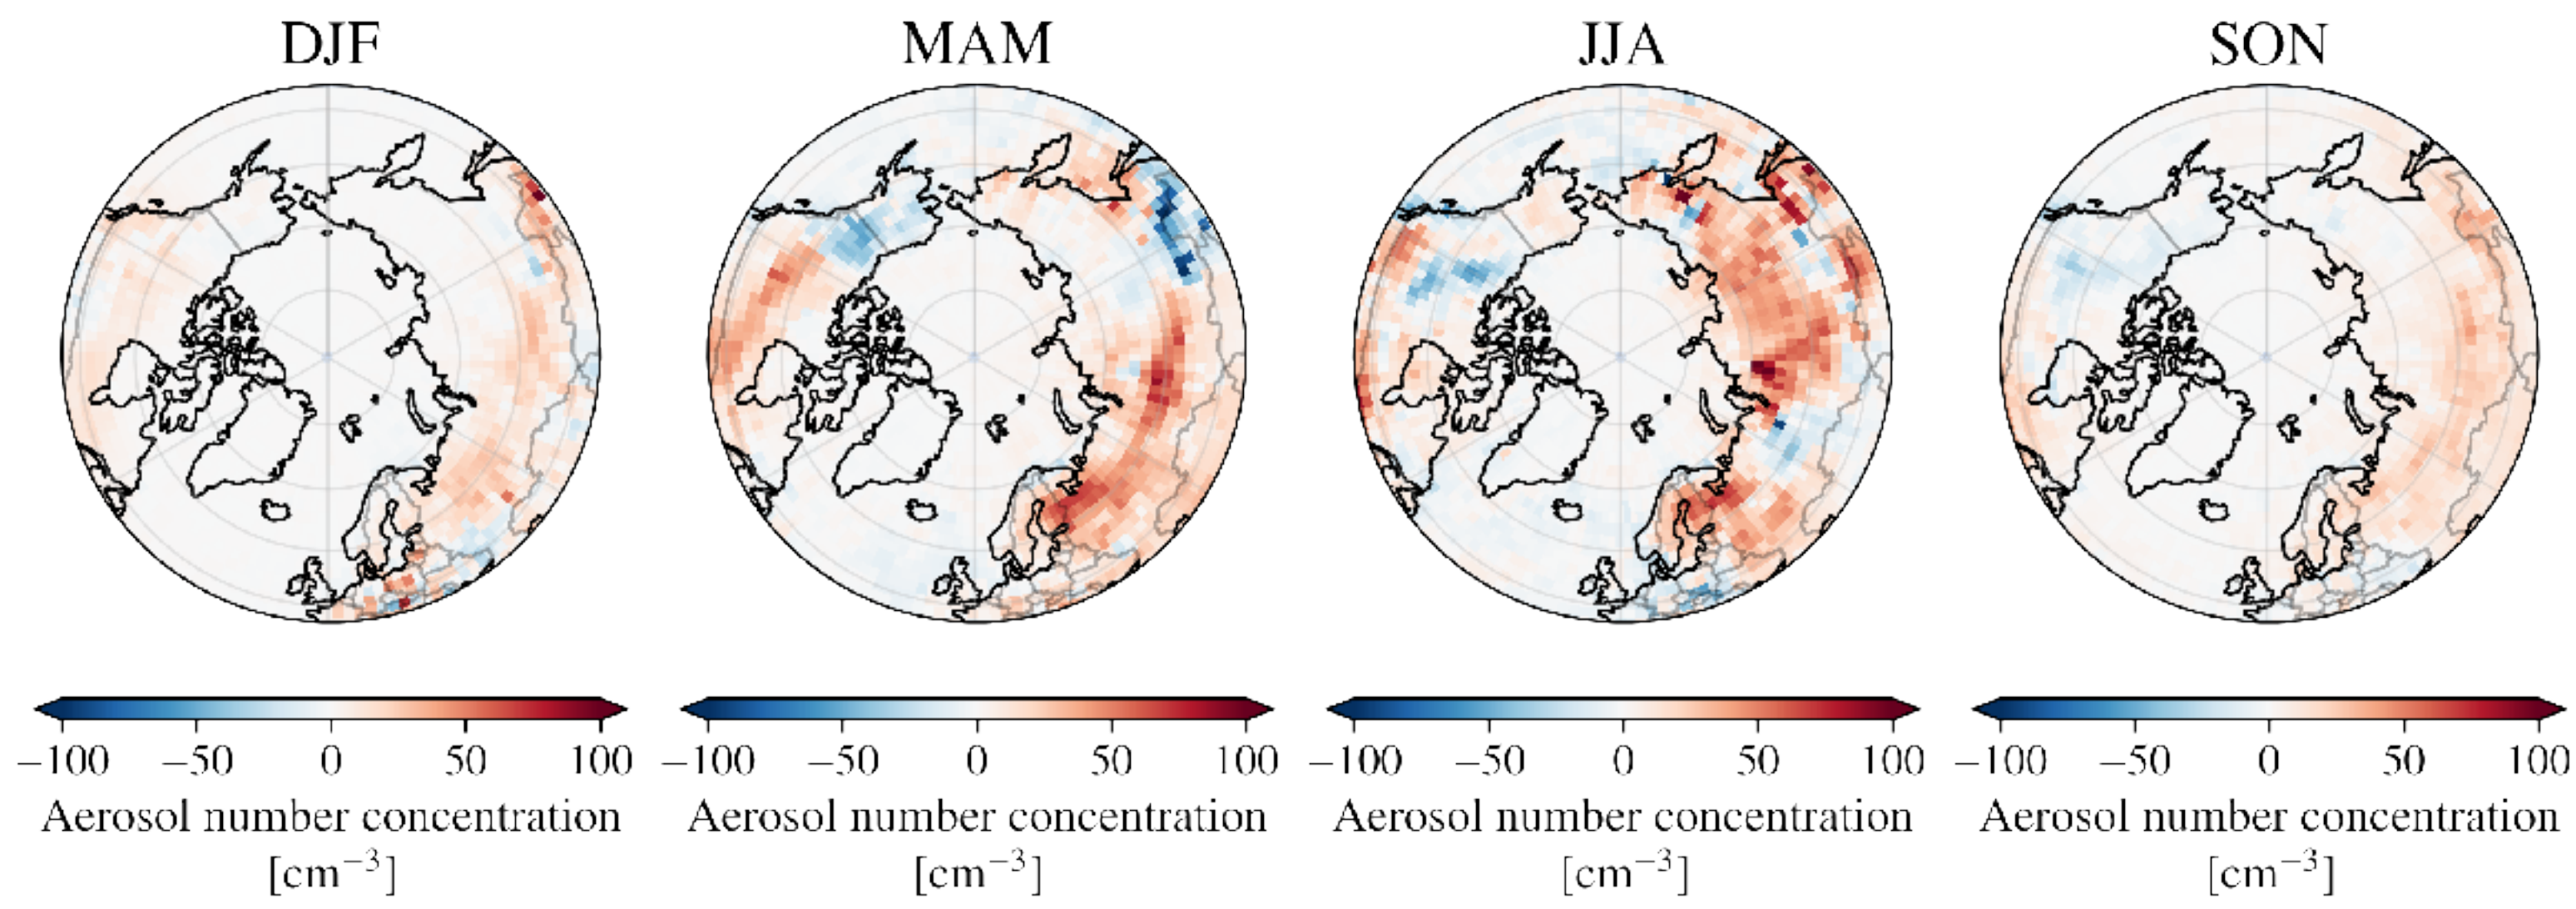 DJF MAM JJA SON
−100 −50 0 50 100 −100 −50 0 50 100 −100 −50 0 50 100 −100 −50 0 50 100
Aerosol number concentration Aerosol number concentration Aerosol number concentration Aerosol number concentration
[cm⁻³] [cm⁻³] [cm⁻³] [cm⁻³]